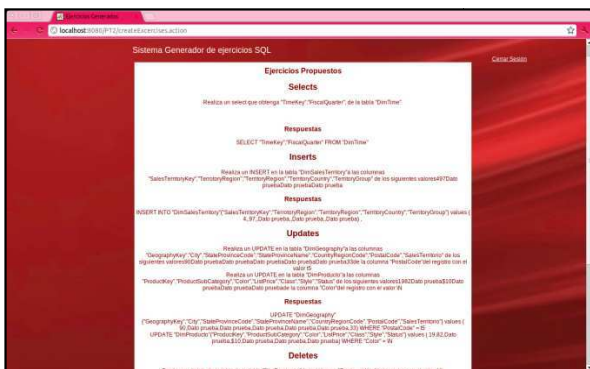 Ejercicios Generados
localhost:8080/PT2/createExcercises.action
Sistema Generador de ejercicios SQL
Cerrar Sesión
Ejercicios Propuestos
Selects
Realiza un select que obtenga "TimeKey","FiscalQuarter", de la tabla "DimTime"
Respuestas
SELECT "TimeKey","FiscalQuarter" FROM "DimTime"
Inserts
Realiza un INSERT en la tabla "DimSalesTerritory"a las columnas
"SalesTerritoryKey","TerritoryRegion","TerritoryRegion","TerritoryCountry","TerritoryGroup" de los siguientes valores497Dato
pruebaDato pruebaDato prueba
Respuestas
INSERT INTO "DimSalesTerritory"("SalesTerritoryKey","TerritoryRegion","TerritoryRegion","TerritoryCountry","TerritoryGroup") values (
4,.97,.Dato prueba,.Dato prueba,.Dato prueba)
Updates
Realiza un UPDATE en la tabla "DimGeography"a las columnas
"GeographyKey","City","StateProvinceCode","StateProvinceName","CountryRegionCode","PostalCode","SalesTerritorio" de los
siguientes valores90Dato pruebaDato pruebaDato pruebaDato pruebaDato prueba33de la columna "PostalCode"del registro con el
valor I5
Realiza un UPDATE en la tabla "DimProducto"a las columnas
"ProductKey","ProductSubCategory","Color","ListPrice","Class","Style","Status" de los siguientes valores1982Dato prueba$10Dato
pruebaDato pruebaDato pruebade la columna "Color"del registro con el valor IN
Respuestas
UPDATE "DimGeography"
("GeographyKey","City","StateProvinceCode","StateProvinceName","CountryRegionCode","PostalCode","SalesTerritorio") values (
90,Dato prueba,Dato prueba,Dato prueba,Dato prueba,Dato prueba,33) WHERE "PostalCode" = I5
UPDATE "DimProducto"("ProductKey","ProductSubCategory","Color","ListPrice","Class","Style","Status") values ( 19,82,Dato
prueba,$10,Dato prueba,Dato prueba,Dato prueba) WHERE "Color" = IN
Deletes